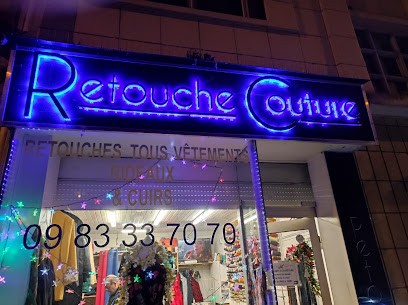 Retouche Couture
RETOUCHES TOUS VÊTEMENTS
RIDEAUX
& CUIRS
09 83 33 70 70